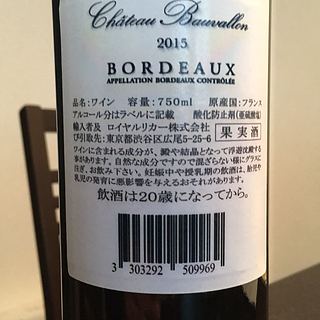 Château Bauvallon
2015
BORDEAUX
APPELLATION BORDEAUX CONTRÔLÉE
品名:ワイン 容量:750ml 原産国:フランス
アルコール分はラベルに記載 酸化防止剤(亜硫酸塩)
輸入者及 ロイヤルリカー株式会社 果実酒
び引取先:東京都渋谷区広尾5-25-6
ワインに含まれる成分が、澱や結晶となって浮遊沈殿する
事があります。自然な成分ですので混ざらない様にグラスに
注ぎ、お飲み下さい。妊娠中や授乳期の飲酒は、胎児や
乳児の発育に悪影響を与えるおそれがあります。
飲酒は20歳になってから。
3 303292 509969